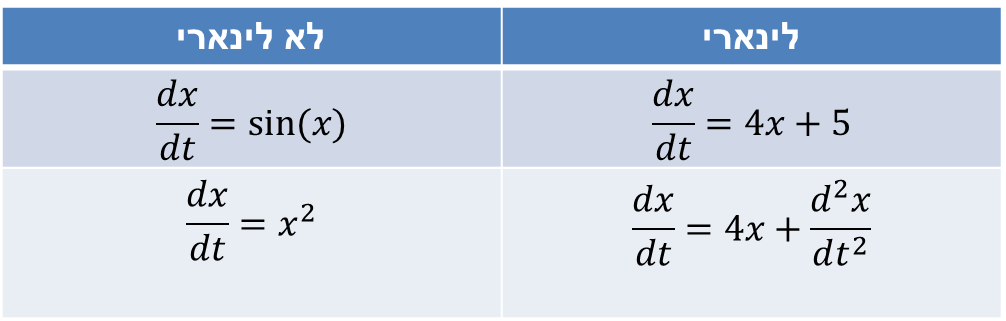 לינארי
לא לינארי
dx/dt = 4x + 5
dx/dt = sin(x)
dx/dt = 4x + d²x/dt²
dx/dt = x²